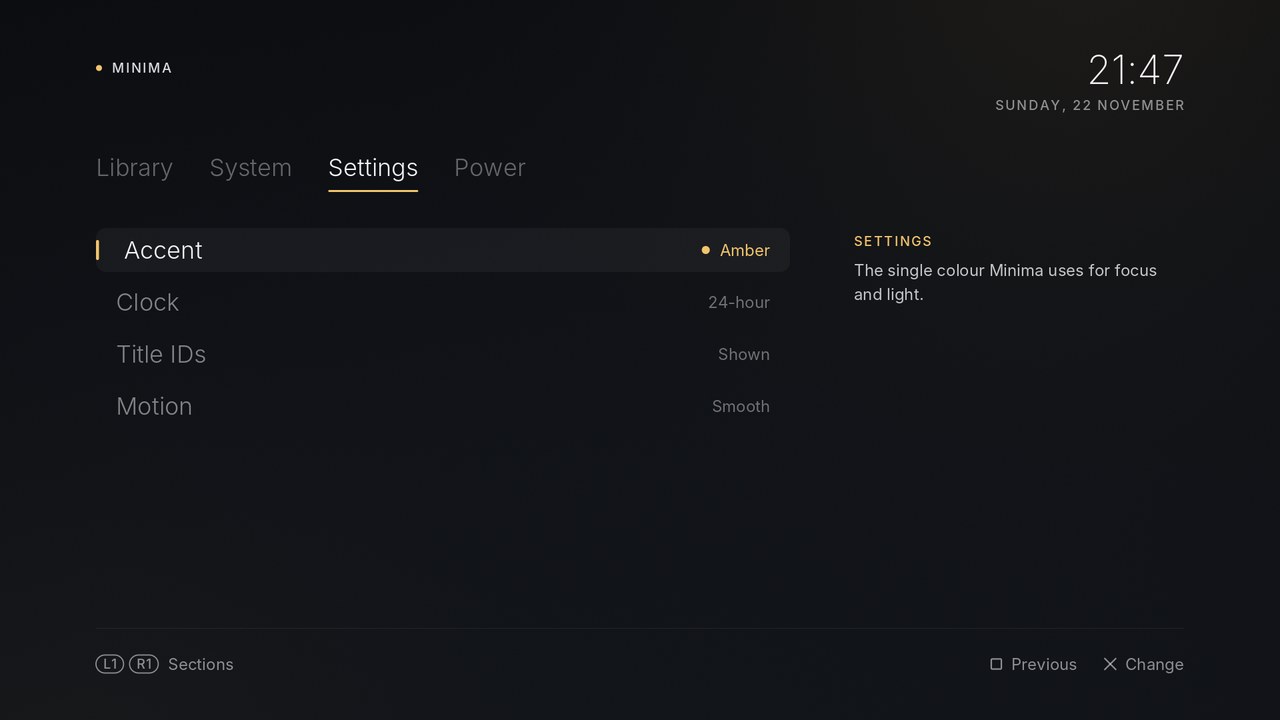 MINIMA
21:47
SUNDAY, 22 NOVEMBER
Library System Settings Power
Accent Amber
Clock 24-hour
Title IDs Shown
Motion Smooth
SETTINGS
The single colour Minima uses for focus
and light.
L1 R1 Sections
Previous Change